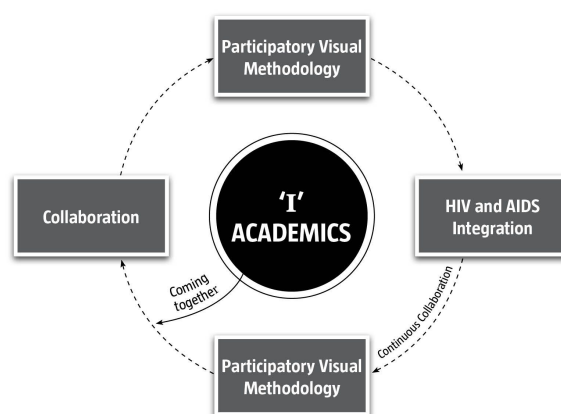 Participatory Visual
Methodology
Collaboration
'I'
ACADEMICS
HIV and AIDS
Integration
Coming
together
Continuous Collaboration
Participatory Visual
Methodology